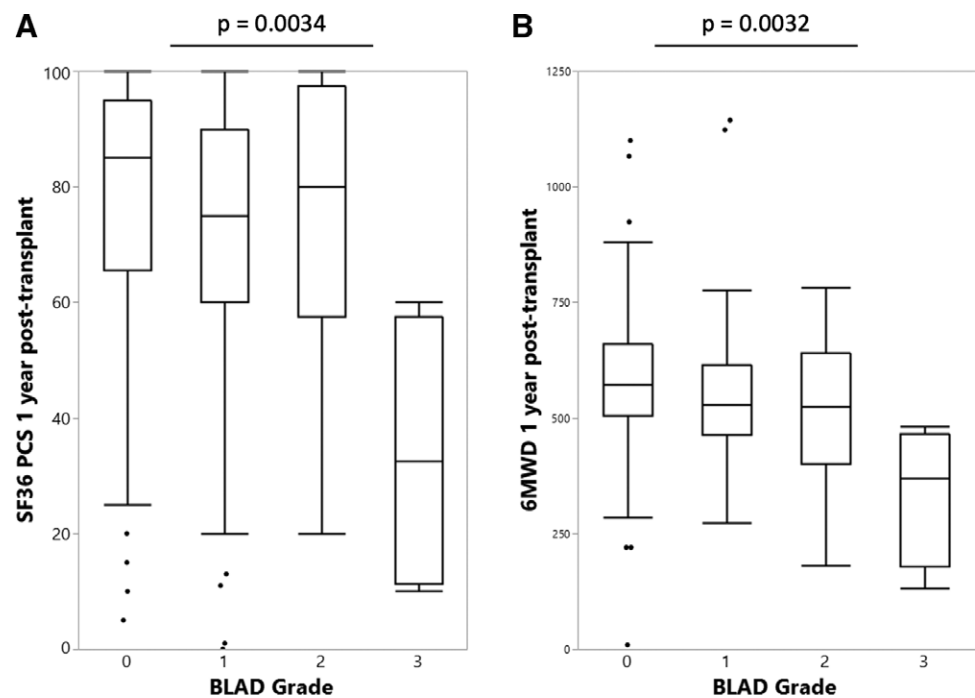 A
p = 0.0034
SF36 PCS 1 year post-transplant
100
80
60
40
20
0
0 1 2 3
BLAD Grade
B
p = 0.0032
6MWD 1 year post-transplant
1250
1000
750
500
250
0
0 1 2 3
BLAD Grade